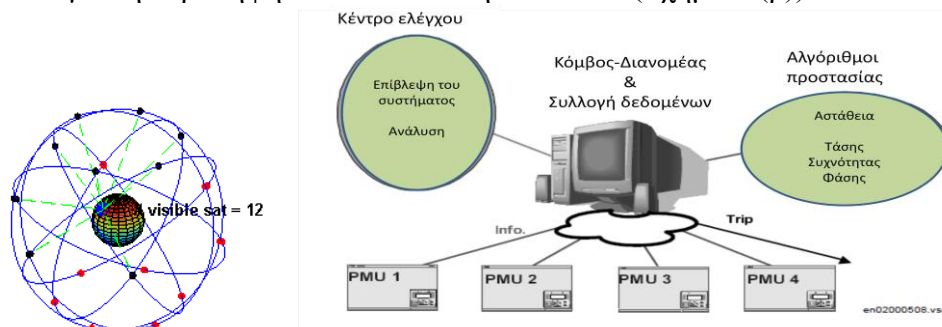 visible sat = 12
Κέντρο ελέγχου
Επίβλεψη του
συστήματος
Ανάλυση
Κόμβος-Διανομέας
&
Συλλογή δεδομένων
Αλγόριθμοι
προστασίας
Αστάθεια
Τάσης
Συχνότητας
Φάσης
Info.
Trip
PMU 1
PMU 2
PMU 3
PMU 4
en02000508.vs